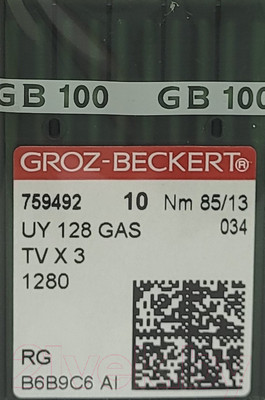 GB 100 GB 100
GROZ-BECKERT®
759492 10 Nm 85/13
UY 128 GAS 034
TV X 3
1280
RG
B6B9C6 AI